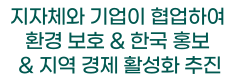 지자체와 기업이 협업하여
환경 보호 & 한국 홍보
& 지역 경제 활성화 추진